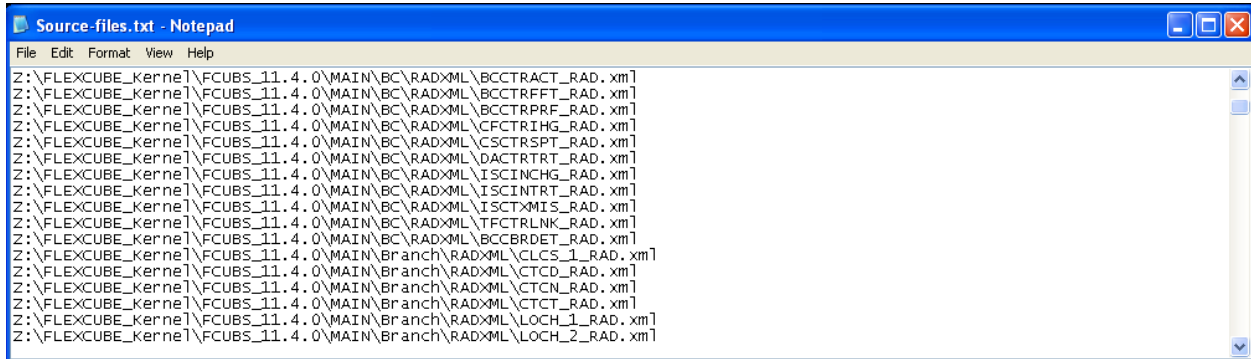 Source-files.txt - Notepad
File Edit Format View Help
Z:\FLEXCUBE_Kernel\FCUBS_11.4.0\MAIN\BC\RADXML\BCCTRACT_RAD.xml
Z:\FLEXCUBE_Kernel\FCUBS_11.4.0\MAIN\BC\RADXML\BCCTRFFT_RAD.xml
Z:\FLEXCUBE_Kernel\FCUBS_11.4.0\MAIN\BC\RADXML\BCCTRPRF_RAD.xml
Z:\FLEXCUBE_Kernel\FCUBS_11.4.0\MAIN\BC\RADXML\CFCTRIHG_RAD.xml
Z:\FLEXCUBE_Kernel\FCUBS_11.4.0\MAIN\BC\RADXML\CSCTRSPT_RAD.xml
Z:\FLEXCUBE_Kernel\FCUBS_11.4.0\MAIN\BC\RADXML\DACTRTRT_RAD.xml
Z:\FLEXCUBE_Kernel\FCUBS_11.4.0\MAIN\BC\RADXML\ISCINCHG_RAD.xml
Z:\FLEXCUBE_Kernel\FCUBS_11.4.0\MAIN\BC\RADXML\ISCINTRT_RAD.xml
Z:\FLEXCUBE_Kernel\FCUBS_11.4.0\MAIN\BC\RADXML\ISCTXMIS_RAD.xml
Z:\FLEXCUBE_Kernel\FCUBS_11.4.0\MAIN\BC\RADXML\TFCTRLNK_RAD.xml
Z:\FLEXCUBE_Kernel\FCUBS_11.4.0\MAIN\BC\RADXML\BCCBRDET_RAD.xml
Z:\FLEXCUBE_Kernel\FCUBS_11.4.0\MAIN\Branch\RADXML\CLCS_1_RAD.xml
Z:\FLEXCUBE_Kernel\FCUBS_11.4.0\MAIN\Branch\RADXML\CTCD_RAD.xml
Z:\FLEXCUBE_Kernel\FCUBS_11.4.0\MAIN\Branch\RADXML\CTCN_RAD.xml
Z:\FLEXCUBE_Kernel\FCUBS_11.4.0\MAIN\Branch\RADXML\CTCT_RAD.xml
Z:\FLEXCUBE_Kernel\FCUBS_11.4.0\MAIN\Branch\RADXML\LOCH_1_RAD.xml
Z:\FLEXCUBE_Kernel\FCUBS_11.4.0\MAIN\Branch\RADXML\LOCH_2_RAD.xml